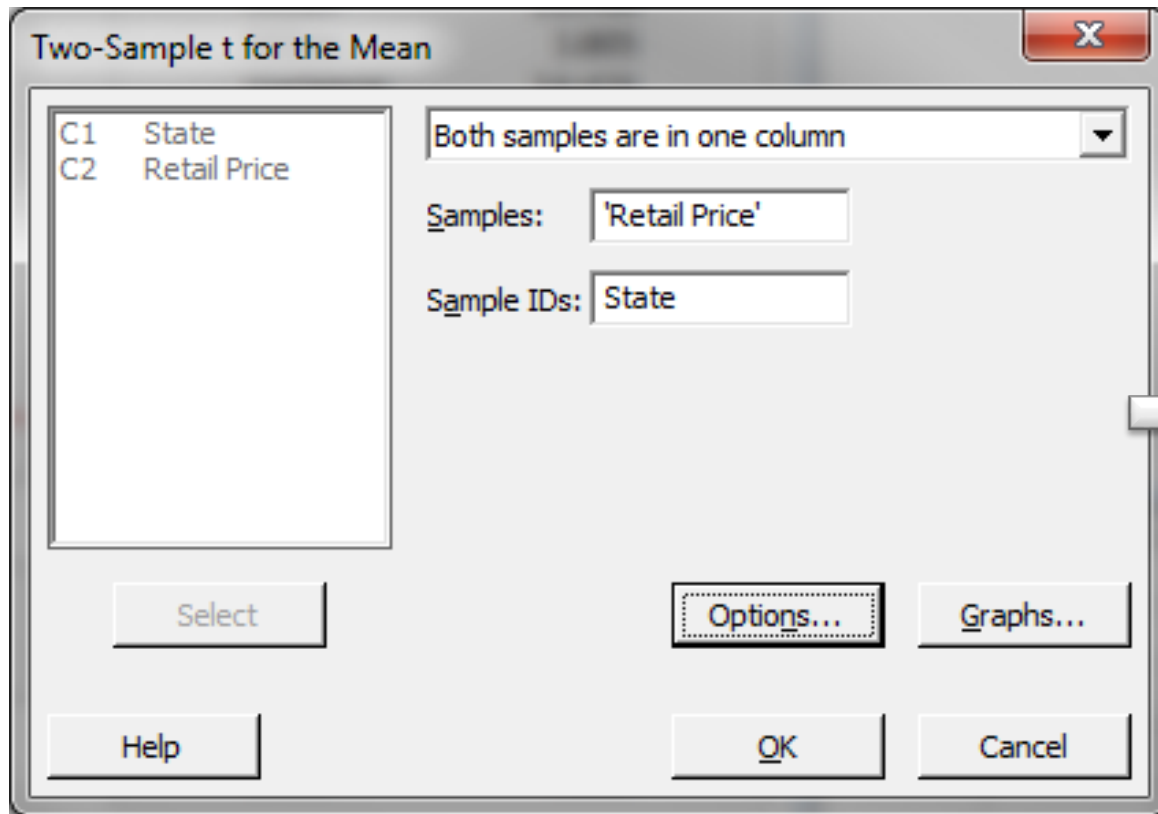 Two-Sample t for the Mean
C1 State
C2 Retail Price
Both samples are in one column
Samples: 'Retail Price'
Sample IDs: State
Select
Options...
Graphs...
Help
OK
Cancel